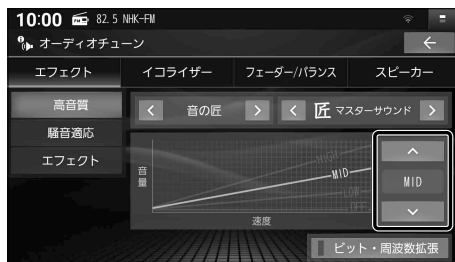 10:00 FM 82.5 NHK-FM
オーディオチューン
エフェクト イコライザー フェーダー/バランス スピーカー
高音質
騒音適応
エフェクト
音の匠
匠 マスターサウンド
音量
HIGH
MID
LOW
速度
MID
ビット・周波数拡張